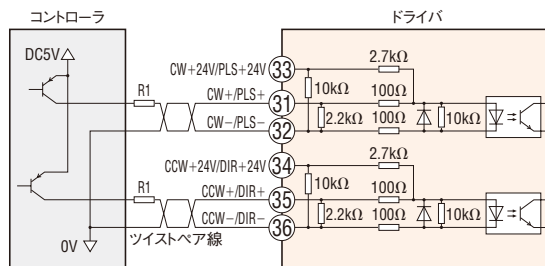 コントローラ
ドライバ
DC5V
R1
CW+24V/PLS+24V
33
2.7kΩ
10kΩ
CW+/PLS+
31
100Ω
2.2kΩ
10kΩ
CW−/PLS−
32
100Ω
CCW+24V/DIR+24V
34
2.7kΩ
10kΩ
R1
CCW+/DIR+
35
100Ω
2.2kΩ
10kΩ
CCW−/DIR−
36
100Ω
0V
ツイストペア線